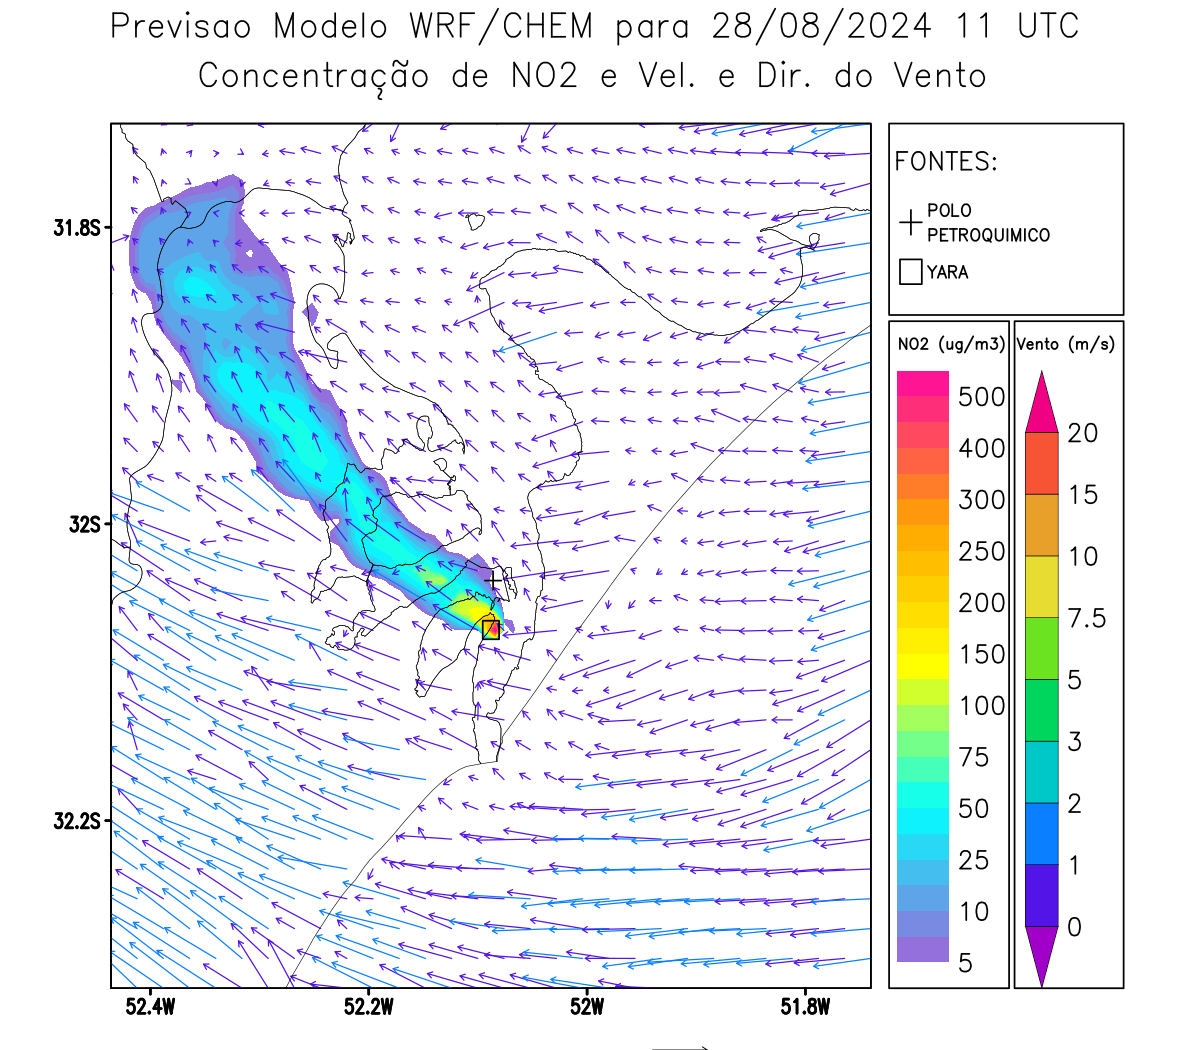 Previsao Modelo WRF/CHEM para 28/08/2024 11 UTC
Concentração de NO2 e Vel. e Dir. do Vento
FONTES:
POLO
PETROQUIMICO
YARA
NO2 (ug/m3)
500
400
300
250
200
150
100
75
50
25
10
5
Vento (m/s)
20
15
10
7.5
5
3
2
1
0
31.8S
32S
32.2S
52.4W
52.2W
52W
51.8W